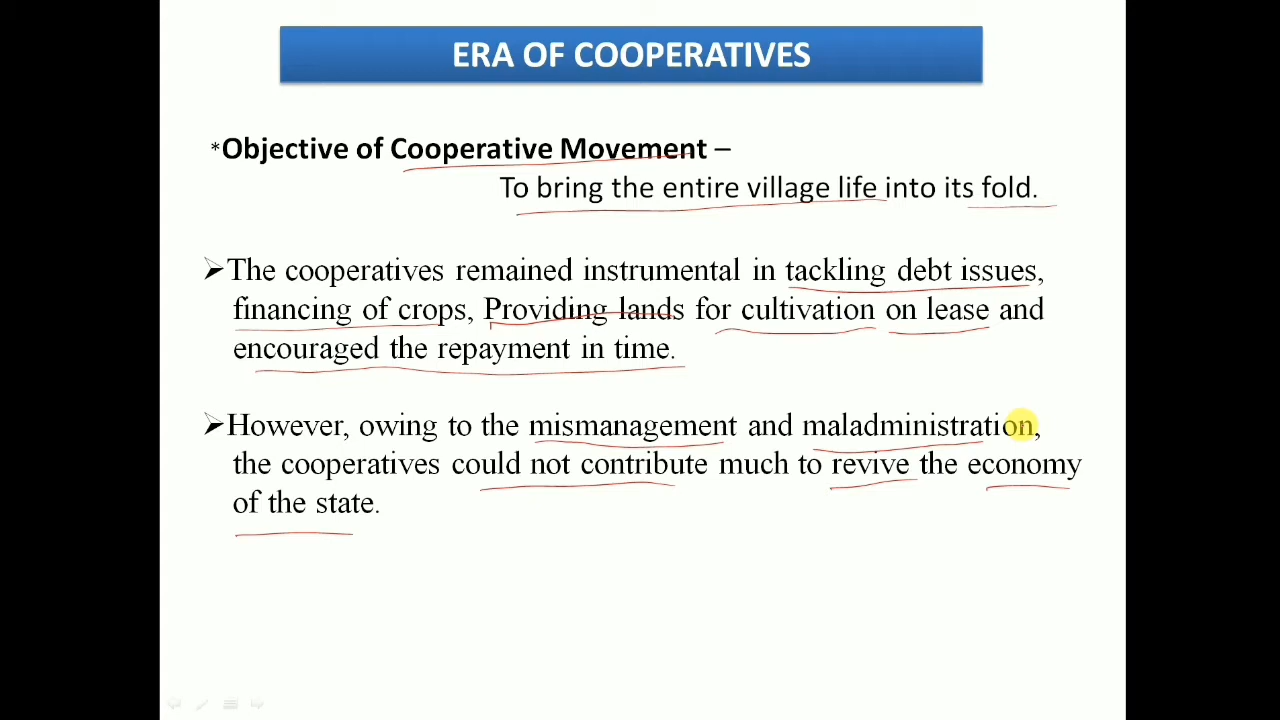 ERA OF COOPERATIVES
*Objective of Cooperative Movement –
To bring the entire village life into its fold.
➢The cooperatives remained instrumental in tackling debt issues,
financing of crops, Providing lands for cultivation on lease and
encouraged the repayment in time.
➢However, owing to the mismanagement and maladministration,
the cooperatives could not contribute much to revive the economy
of the state.